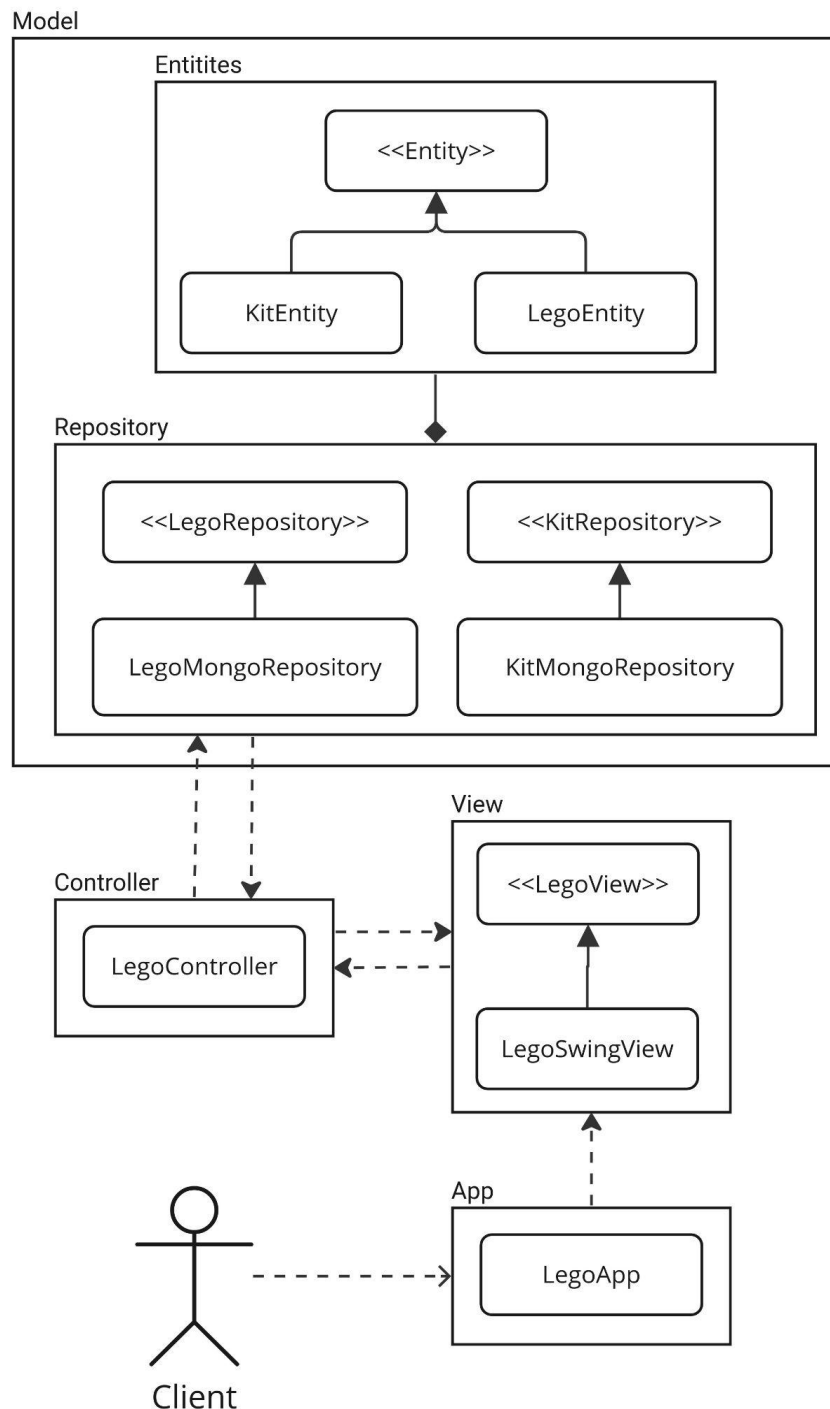 Model
Entitites
<<Entity>>
KitEntity
LegoEntity
Repository
<<LegoRepository>>
<<KitRepository>>
LegoMongoRepository
KitMongoRepository
View
<<LegoView>>
Controller
LegoController
LegoSwingView
App
LegoApp
Client